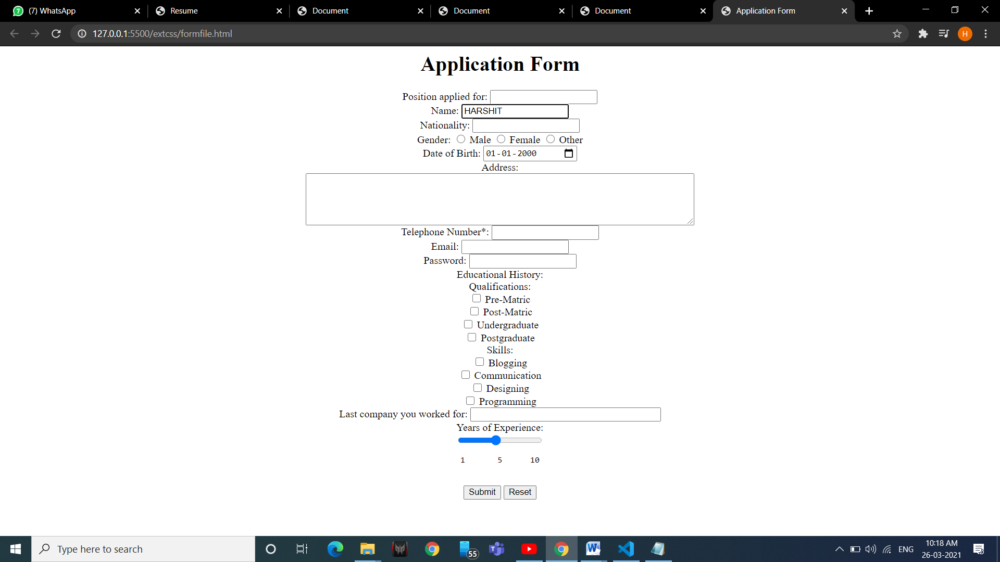 (7) WhatsApp
Resume
Document
Document
Document
Application Form
127.0.0.1:5500/extcss/formfile.html
H
Application Form
Position applied for:
Name: HARSHIT
Nationality:
Gender: Male Female Other
Date of Birth: 01-01-2000
Address:
Telephone Number*:
Email:
Password:
Educational History:
Qualifications:
Pre-Matric
Post-Matric
Undergraduate
Postgraduate
Skills:
Blogging
Communication
Designing
Programming
Last company you worked for:
Years of Experience:
1 5 10
Submit Reset
Type here to search
55
ENG
10:18 AM
26-03-2021